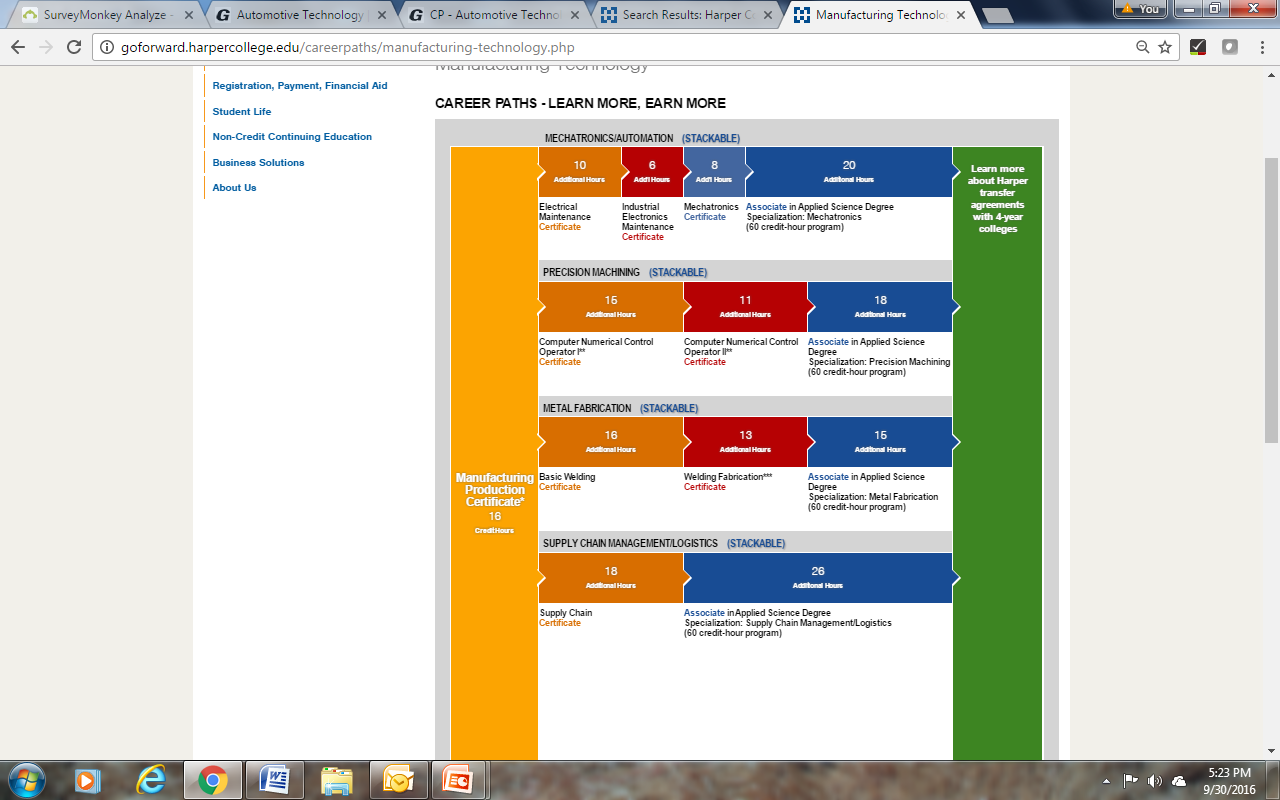 SurveyMonkey Analyze -
Automotive Technology |
CP - Automotive Technol
Search Results: Harper Co
Manufacturing Technolo
You
goforward.harpercollege.edu/careerpaths/manufacturing-technology.php
Manufacturing Technology
Registration, Payment, Financial Aid
Student Life
Non-Credit Continuing Education
Business Solutions
About Us
CAREER PATHS - LEARN MORE, EARN MORE
MECHATRONICS/AUTOMATION (STACKABLE)
10
Additional Hours
6
Add'l Hours
8
Add'l Hours
20
Additional Hours
Electrical
Maintenance
Certificate
Industrial
Electronics
Maintenance
Certificate
Mechatronics
Certificate
Associate in Applied Science Degree
Specialization: Mechatronics
(60 credit-hour program)
Learn more
about Harper
transfer
agreements
with 4-year
colleges
PRECISION MACHINING (STACKABLE)
15
Additional Hours
11
Additional Hours
18
Additional Hours
Computer Numerical Control
Operator I**
Certificate
Computer Numerical Control
Operator II**
Certificate
Associate in Applied Science
Degree
Specialization: Precision Machining
(60 credit-hour program)
METAL FABRICATION (STACKABLE)
16
Additional Hours
13
Additional Hours
15
Additional Hours
Basic Welding
Certificate
Welding Fabrication***
Certificate
Associate in Applied Science
Degree
Specialization: Metal Fabrication
(60 credit-hour program)
Manufacturing
Production
Certificate*
16
Credit Hours
SUPPLY CHAIN MANAGEMENT/LOGISTICS (STACKABLE)
18
Additional Hours
26
Additional Hours
Supply Chain
Certificate
Associate in Applied Science Degree
Specialization: Supply Chain Management/Logistics
(60 credit-hour program)
5:23 PM
9/30/2016